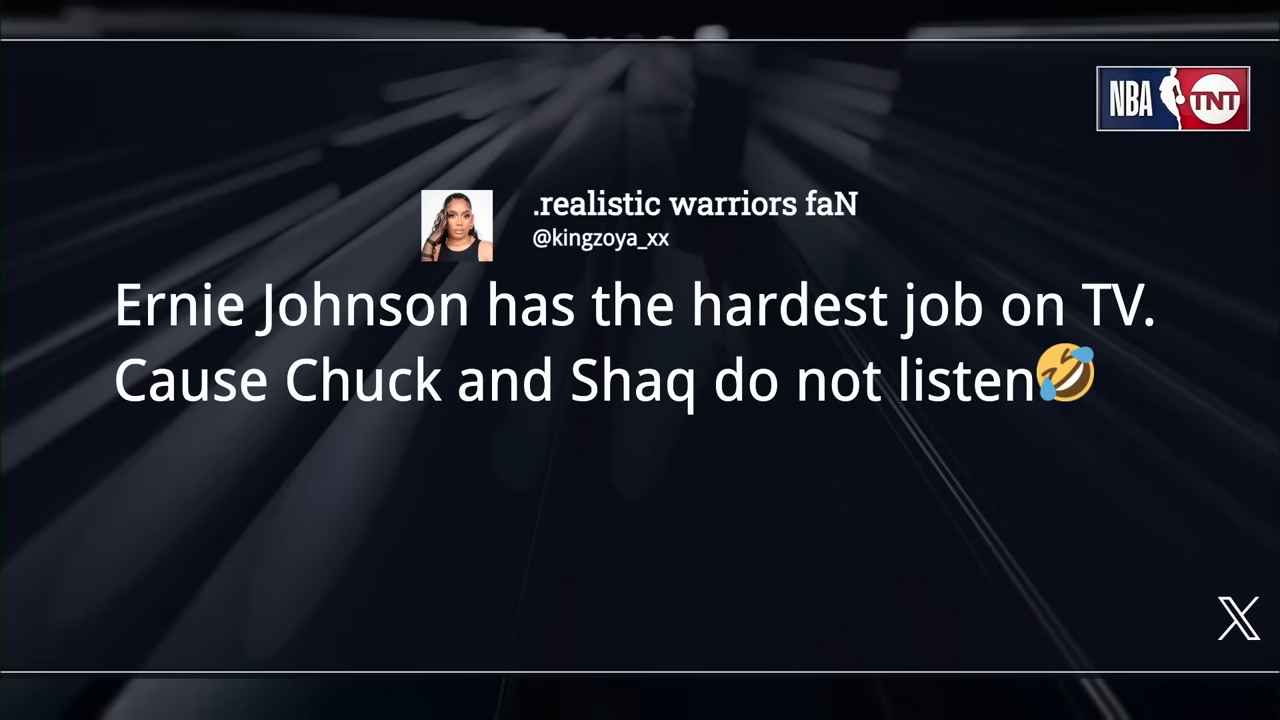 NBA TNT
.realistic warriors faN
@kingzoya_xx
Ernie Johnson has the hardest job on TV.
Cause Chuck and Shaq do not listen🤣
X